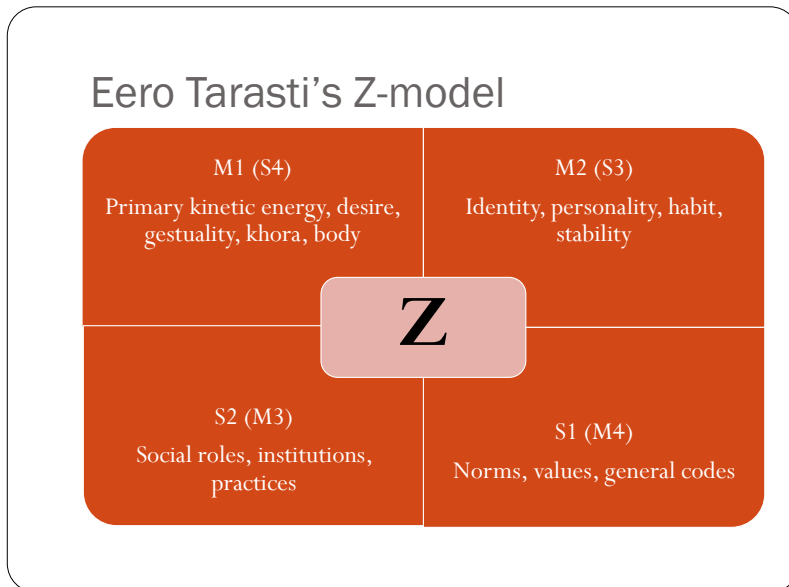 Eero Tarasti’s Z-model
M1 (S4)
Primary kinetic energy, desire,
gestuality, khora, body
M2 (S3)
Identity, personality, habit,
stability
Z
S2 (M3)
Social roles, institutions,
practices
S1 (M4)
Norms, values, general codes